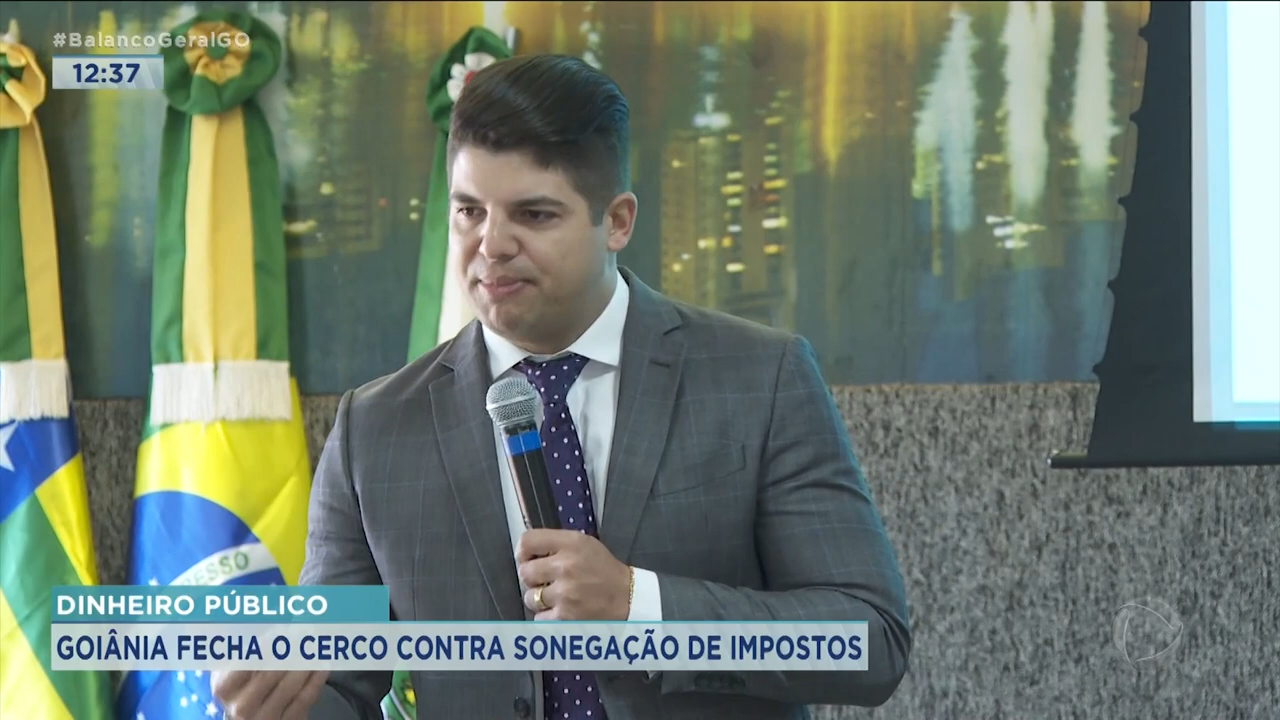 #BalancoGeralGO
12:37
ESSO
DINHEIRO PÚBLICO
GOIÂNIA FECHA O CERCO CONTRA SONEGAÇÃO DE IMPOSTOS